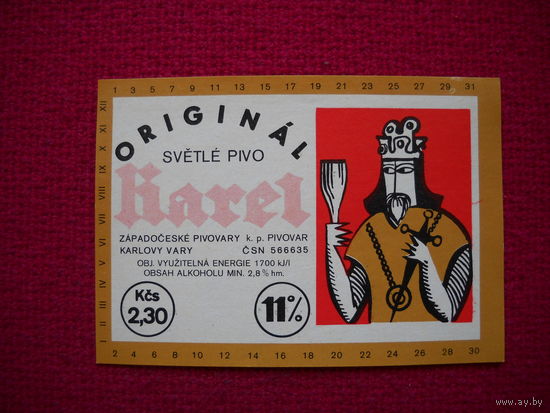 1 3 5 7 9 11 13 15 17 19 21 23 25 27 29 31
I II III IV V VI VII VIII IX X XI XII
ORIGINÁL
SVĚTLÉ PIVO
Karel
ZÁPADOČESKÉ PIVOVARY k. p. PIVOVAR
KARLOVY VARY ČSN 566635
OBJ. VYUŽITELNÁ ENERGIE 1700 kJ/l
OBSAH ALKOHOLU MIN. 2,8% hm.
Kčs
2,30
11%
2 4 6 8 10 12 14 16 18 20 22 24 26 28 30
www.ay.by